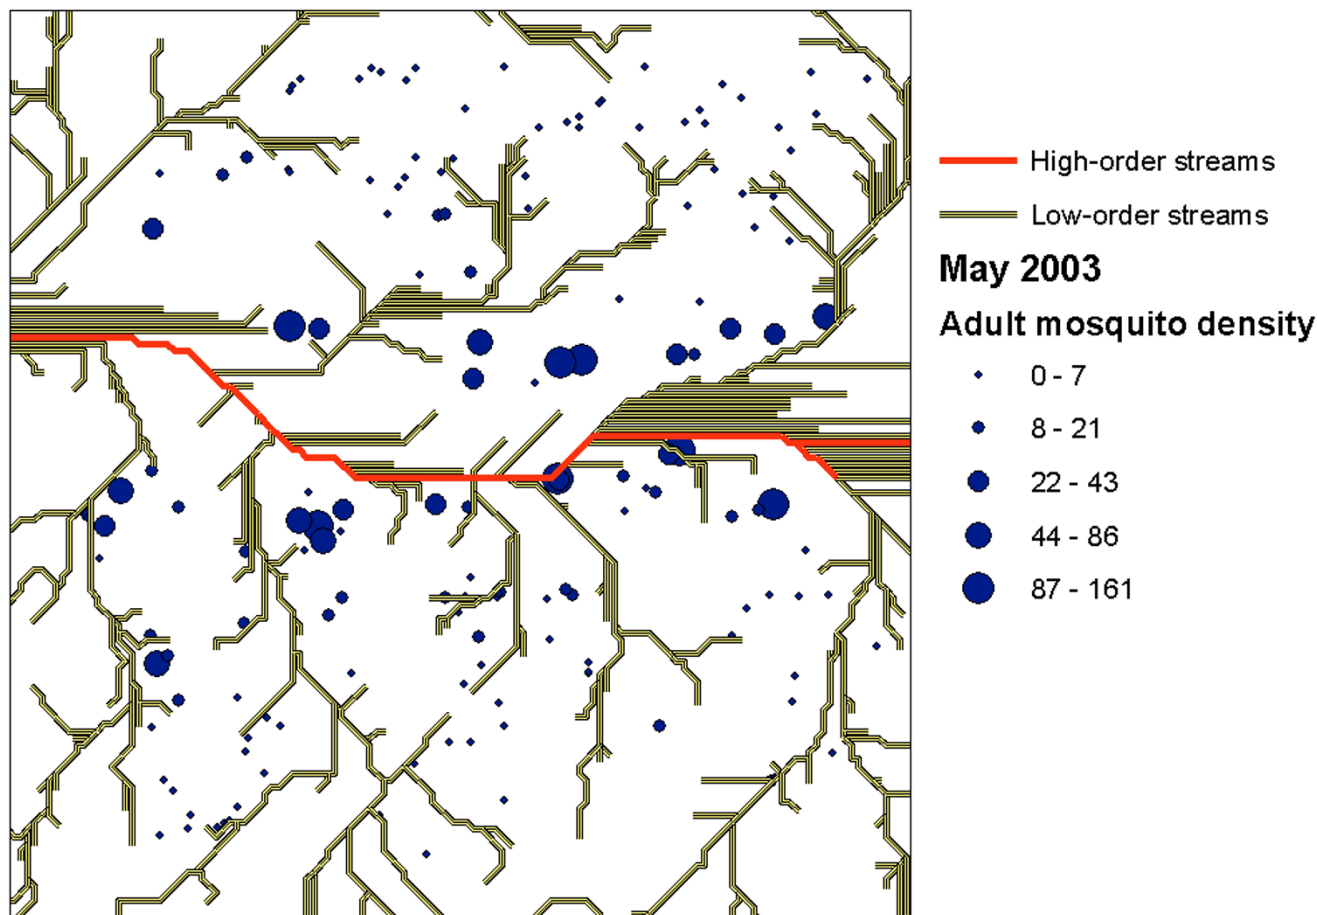 High-order streams
Low-order streams
May 2003
Adult mosquito density
0 - 7
8 - 21
22 - 43
44 - 86
87 - 161